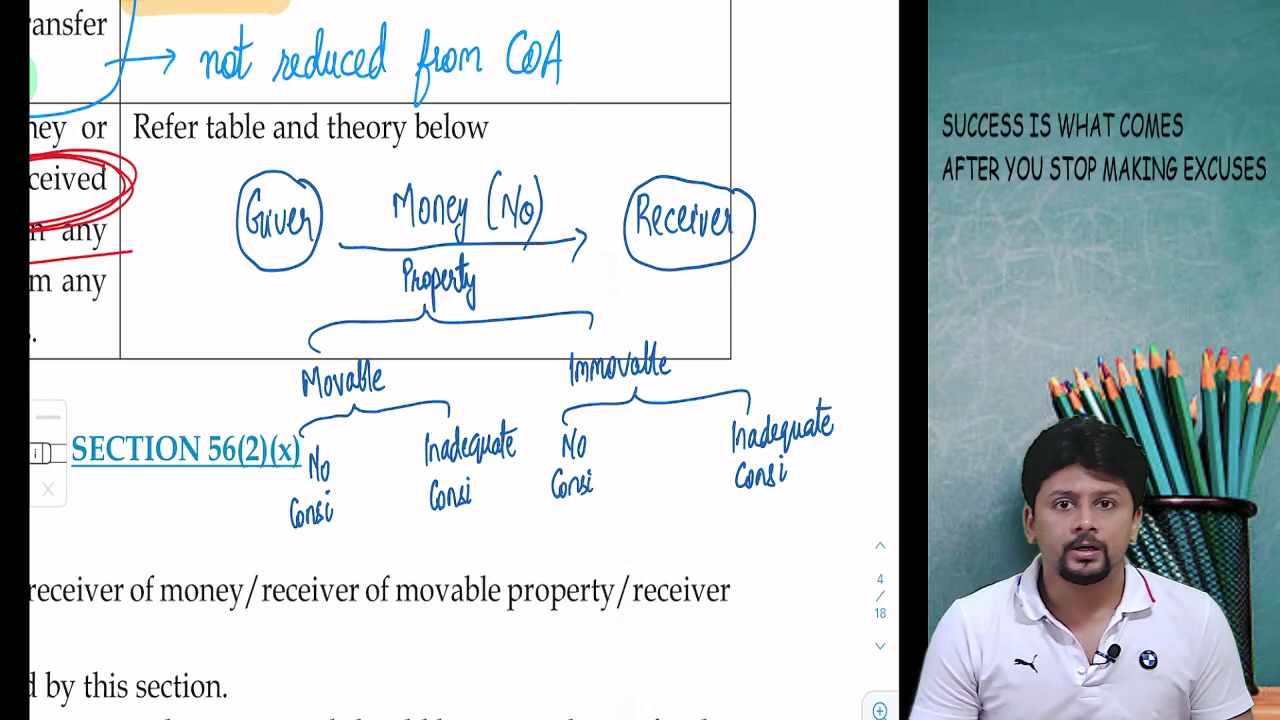 ansfer
→ not reduced from COA
ney or
Refer table and theory below
ceived
n any
m any
s.
Giver
Money (No)
Receiver
Property
Movable
Immovable
No Consi
Inadequate Consi
No Consi
Inadequate Consi
SECTION 56(2)(x)
receiver of money/receiver of movable property/receiver
d by this section.
4
/
18
SUCCESS IS WHAT COMES
AFTER YOU STOP MAKING EXCUSES